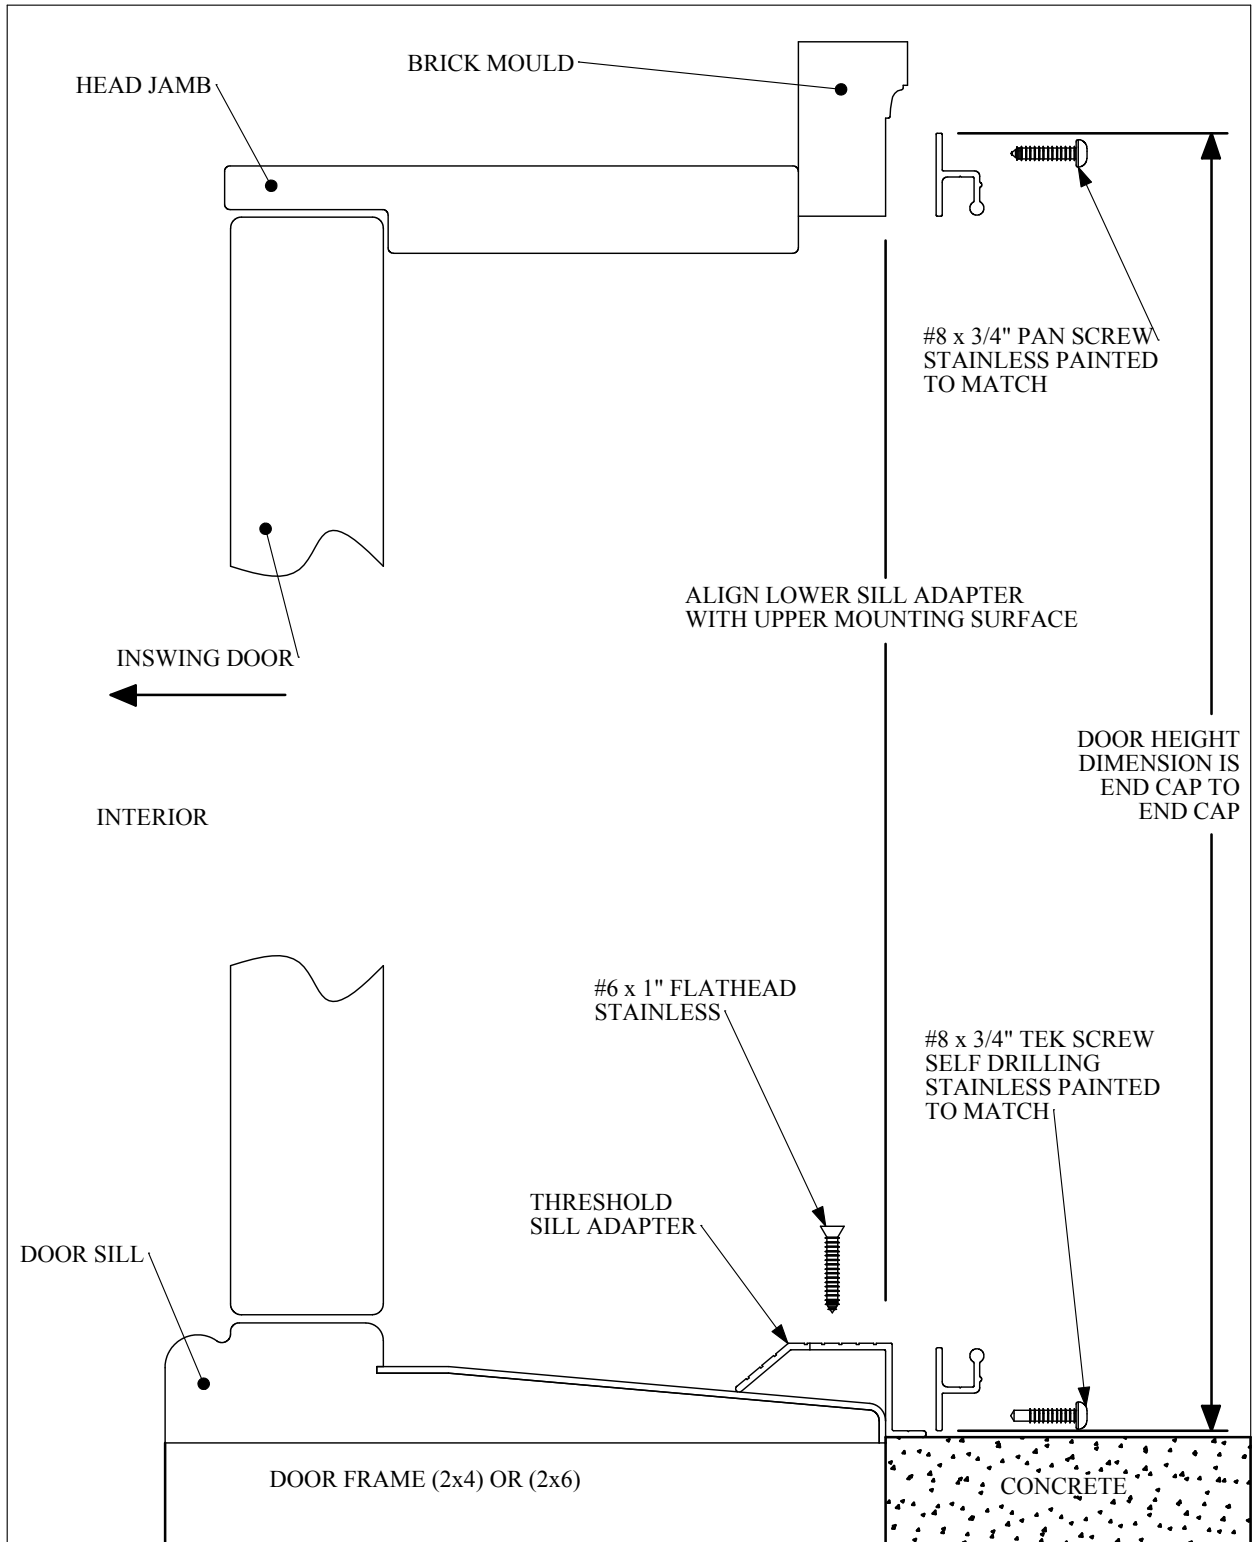 BRICK MOULD
HEAD JAMB
#8 x 3/4" PAN SCREW
STAINLESS PAINTED
TO MATCH
ALIGN LOWER SILL ADAPTER
WITH UPPER MOUNTING SURFACE
INSWING DOOR
DOOR HEIGHT
DIMENSION IS
END CAP TO
END CAP
INTERIOR
#6 x 1" FLATHEAD
STAINLESS
#8 x 3/4" TEK SCREW
SELF DRILLING
STAINLESS PAINTED
TO MATCH
THRESHOLD
SILL ADAPTER
DOOR SILL
DOOR FRAME (2x4) OR (2x6)
CONCRETE